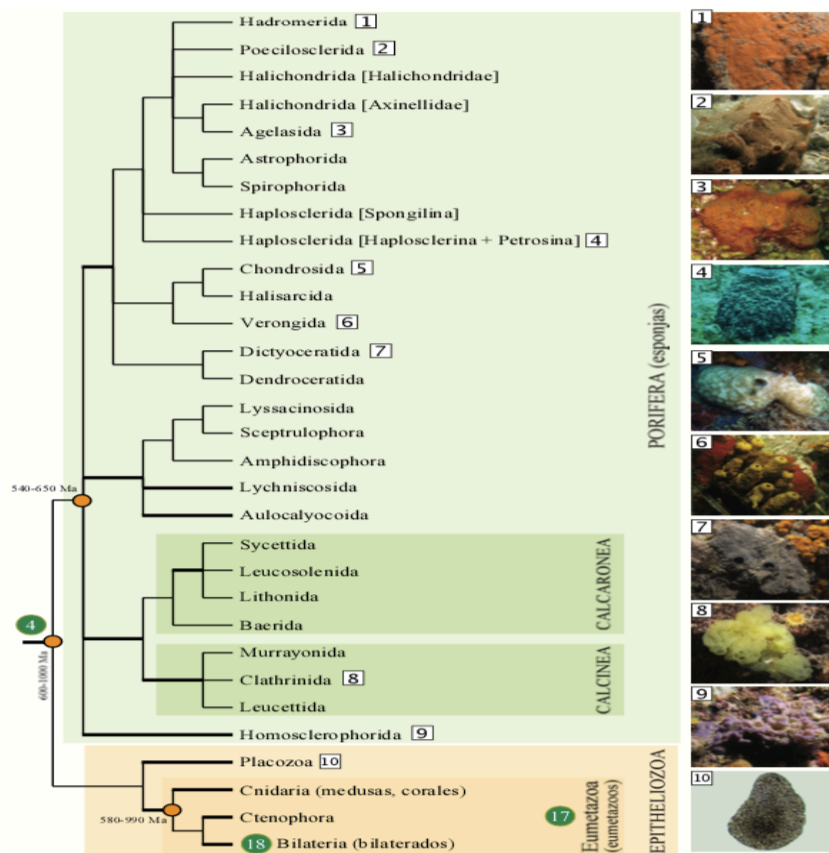 Hadromerida 1
Poecilosclerida 2
Halichondrida [Halichondridae]
Halichondrida [Axinellidae]
Agelasida 3
Astrophorida
Spirophorida
Haplosclerida [Spongilina]
Haplosclerida [Haplosclerina + Petrosina] 4
Chondrosida 5
Halisarcida
Verongida 6
Dictyoceratida 7
Dendroceratida
Lyssacinosida
Sceptrulophora
Amphidiscophora
Lychniscosida
Aulocalyocoida
Sycettida
Leucosolenida
Lithonida
Baerida
Murrayonida
Clathrinida 8
Leucettida
Homosclerophorida 9
Placozoa 10
Cnidaria (medusas, corales)
Ctenophora
18 Bilateria (bilaterados)
540-650 Ma
4
600-1000 Ma
580-990 Ma
17
CALCARONEA
CALCINEA
PORIFERA (esponjas)
Eumetazoa
(eumetazoos)
EPITHELIOZOA
1
2
3
4
5
6
7
8
9
10